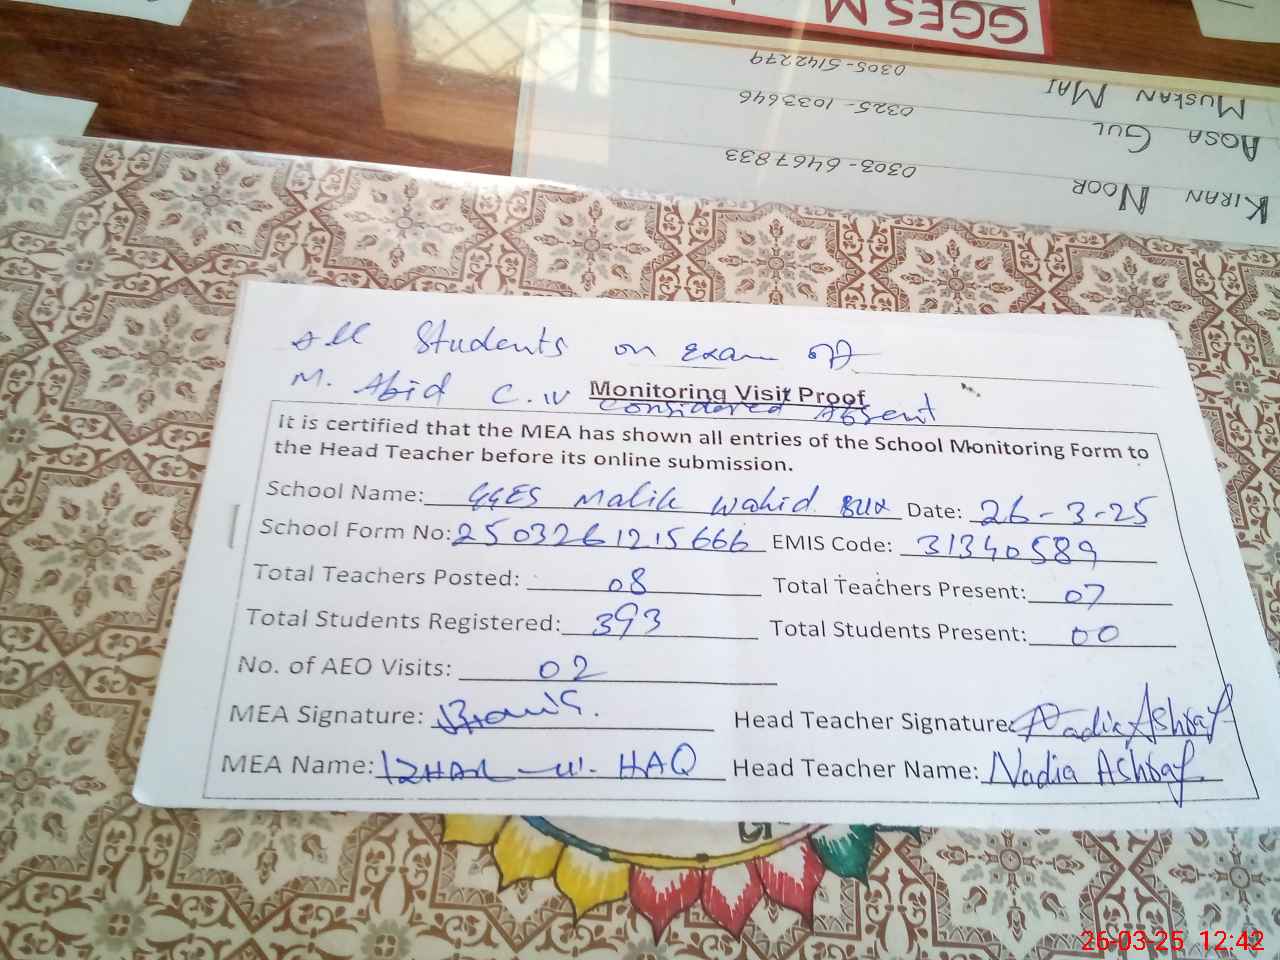 GGES M
MUSKAN MAI 0305-5142279
AQSA GUL 0325-1033646
KIRAN NOOR 0303-6467833
All Students on Exam off
M. Abid C.IV Considered Absent
Monitoring Visit Proof
It is certified that the MEA has shown all entries of the School Monitoring Form to
the Head Teacher before its online submission.
School Name: GGES Malik Wahid Bux Date: 26-3-25
School Form No: 2503261215666 EMIS Code: 31340589
Total Teachers Posted: 08 Total Teachers Present: 07
Total Students Registered: 393 Total Students Present: 00
No. of AEO Visits: 02
MEA Signature: Head Teacher Signature: Nadia Ashraf
MEA Name: IZHAR-U. HAQ Head Teacher Name: Nadia Ashraf
26-03-25 12:42